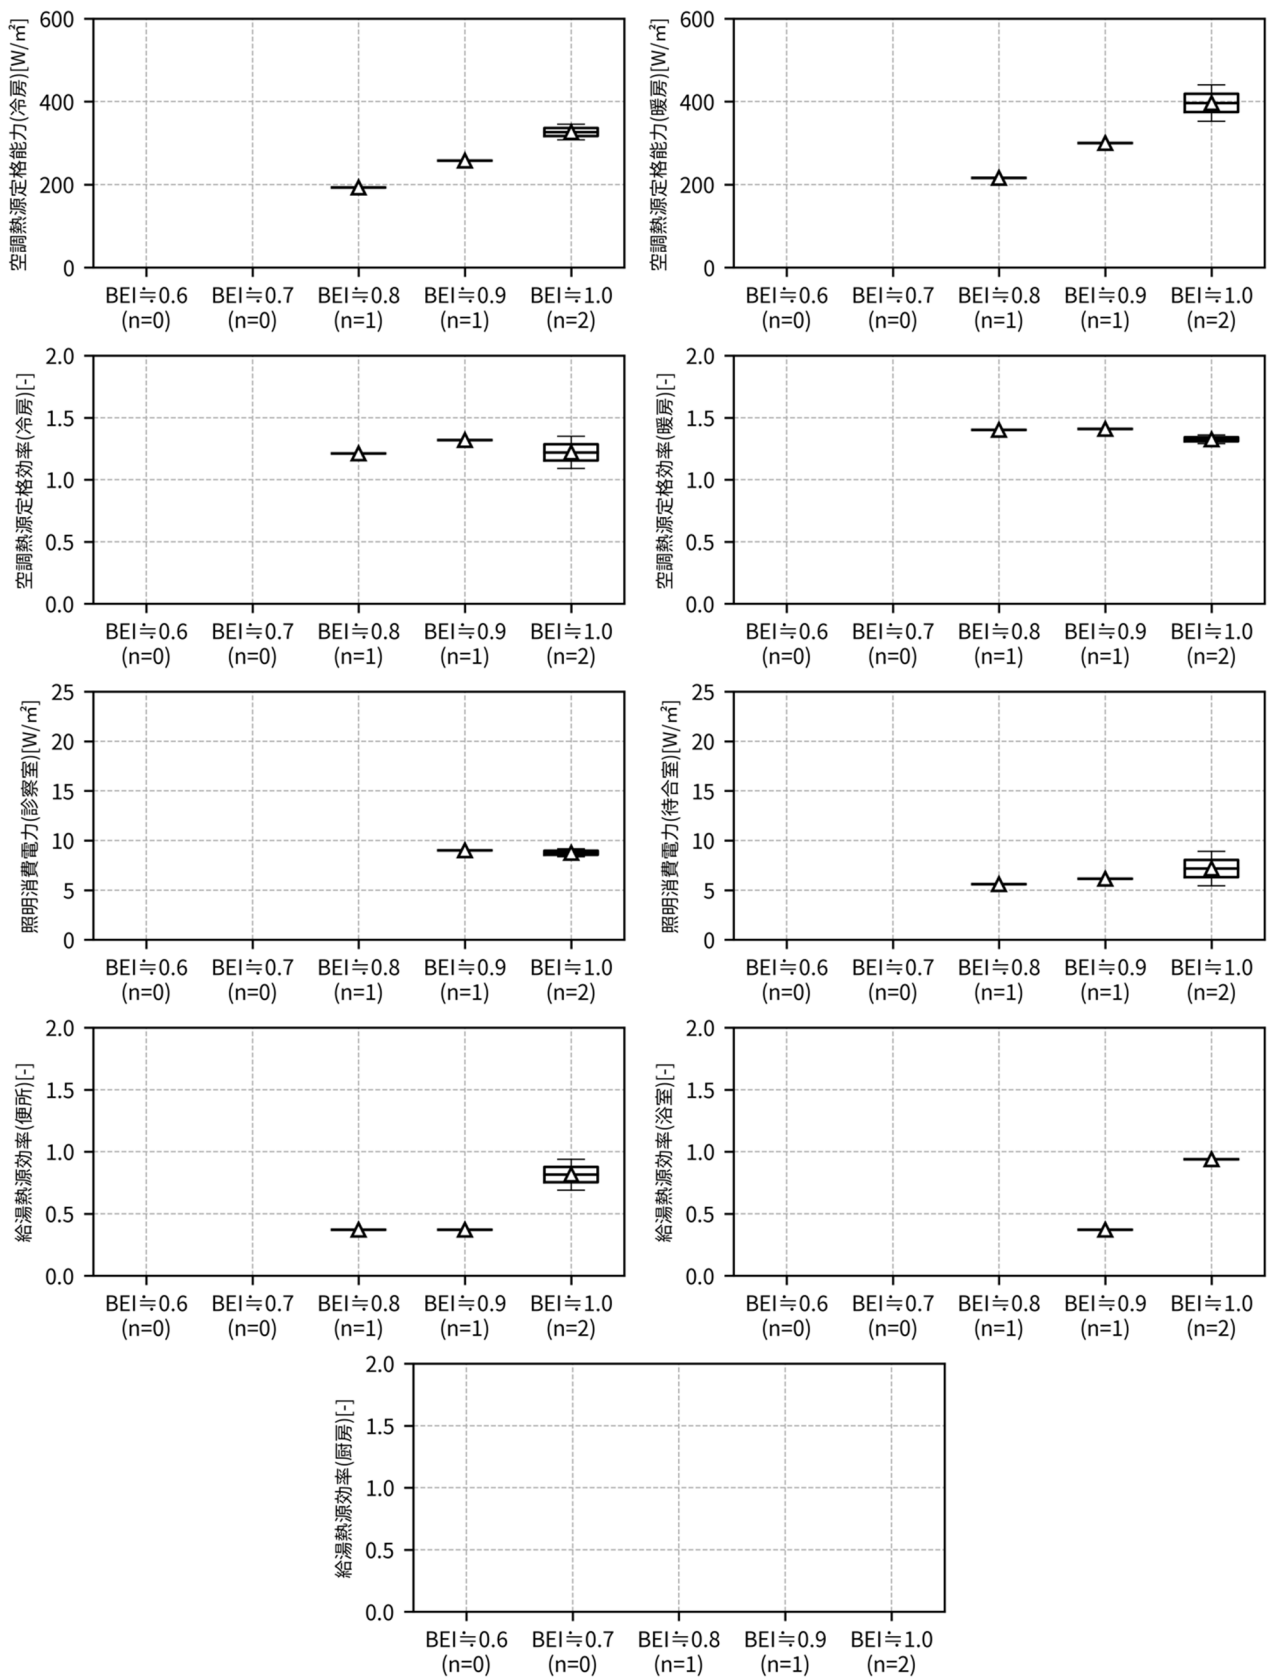 空調熱源定格能力(冷房)[W/㎡]
600
400
200
0
BEI≒0.6 BEI≒0.7 BEI≒0.8 BEI≒0.9 BEI≒1.0
(n=0) (n=0) (n=1) (n=1) (n=2)
空調熱源定格能力(暖房)[W/㎡]
600
400
200
0
BEI≒0.6 BEI≒0.7 BEI≒0.8 BEI≒0.9 BEI≒1.0
(n=0) (n=0) (n=1) (n=1) (n=2)
空調熱源定格効率(冷房)[-]
2.0
1.5
1.0
0.5
0.0
BEI≒0.6 BEI≒0.7 BEI≒0.8 BEI≒0.9 BEI≒1.0
(n=0) (n=0) (n=1) (n=1) (n=2)
空調熱源定格効率(暖房)[-]
2.0
1.5
1.0
0.5
0.0
BEI≒0.6 BEI≒0.7 BEI≒0.8 BEI≒0.9 BEI≒1.0
(n=0) (n=0) (n=1) (n=1) (n=2)
照明消費電力(診察室)[W/㎡]
25
20
15
10
5
0
BEI≒0.6 BEI≒0.7 BEI≒0.8 BEI≒0.9 BEI≒1.0
(n=0) (n=0) (n=1) (n=1) (n=2)
照明消費電力(待合室)[W/㎡]
25
20
15
10
5
0
BEI≒0.6 BEI≒0.7 BEI≒0.8 BEI≒0.9 BEI≒1.0
(n=0) (n=0) (n=1) (n=1) (n=2)
給湯熱源効率(便所)[-]
2.0
1.5
1.0
0.5
0.0
BEI≒0.6 BEI≒0.7 BEI≒0.8 BEI≒0.9 BEI≒1.0
(n=0) (n=0) (n=1) (n=1) (n=2)
給湯熱源効率(浴室)[-]
2.0
1.5
1.0
0.5
0.0
BEI≒0.6 BEI≒0.7 BEI≒0.8 BEI≒0.9 BEI≒1.0
(n=0) (n=0) (n=1) (n=1) (n=2)
給湯熱源効率(厨房)[-]
2.0
1.5
1.0
0.5
0.0
BEI≒0.6 BEI≒0.7 BEI≒0.8 BEI≒0.9 BEI≒1.0
(n=0) (n=0) (n=1) (n=1) (n=2)